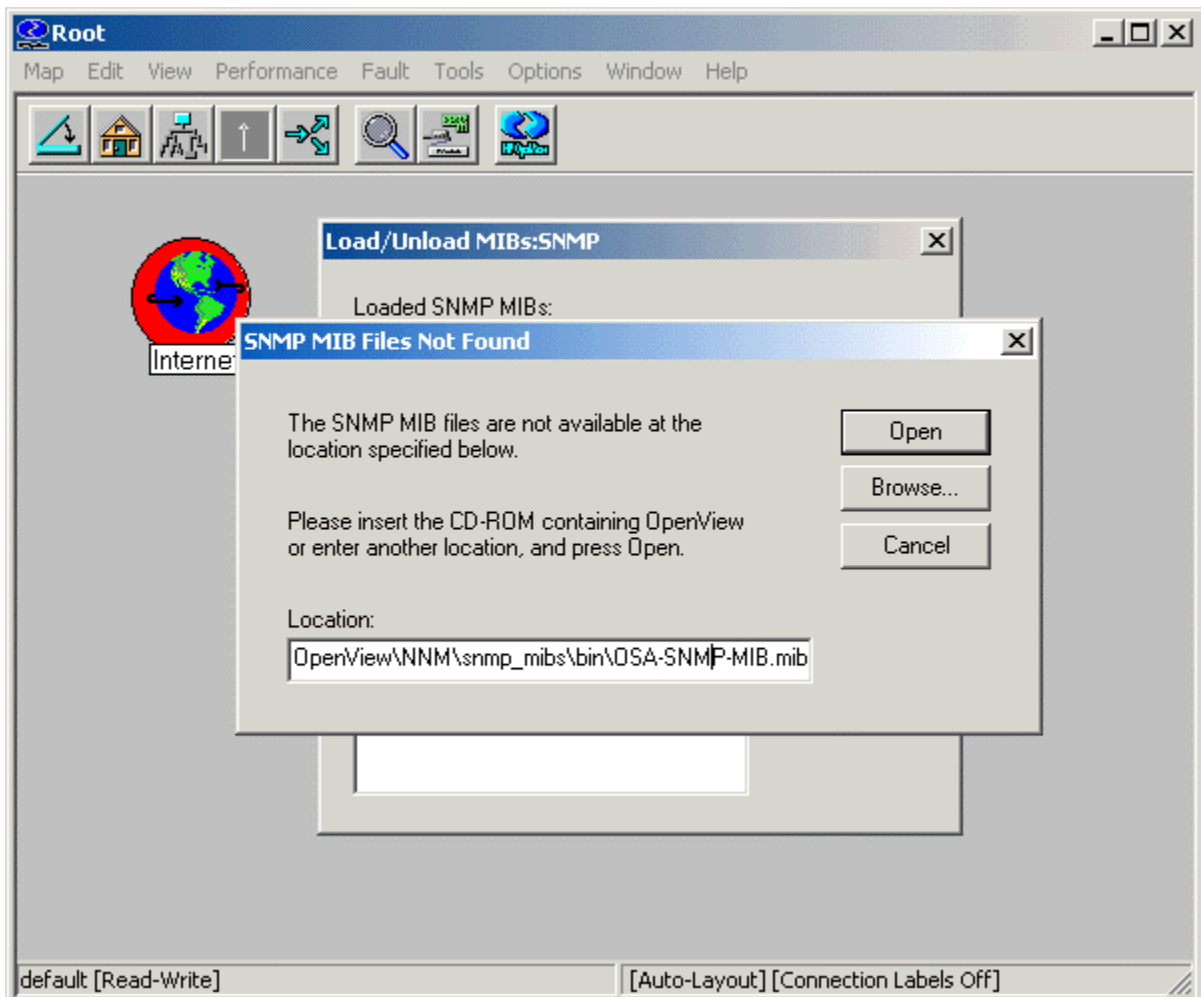 Root
Map Edit View Performance Fault Tools Options Window Help
Load/Unload MIBs:SNMP
Loaded SNMP MIBs:
Interne
SNMP MIB Files Not Found
The SNMP MIB files are not available at the
location specified below.
Open
Browse...
Please insert the CD-ROM containing OpenView
or enter another location, and press Open.
Cancel
Location:
OpenView\NNM\snmp_mibs\bin\OSA-SNMP-MIB.mib
default [Read-Write]
[Auto-Layout] [Connection Labels Off]